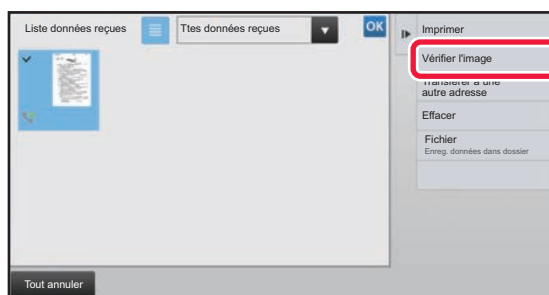 Liste données reçues
Ttes données reçues
OK
Imprimer
Vérifier l'image
Transférer à une
autre adresse
Effacer
Fichier
Enreg. données dans dossier
Tout annuler